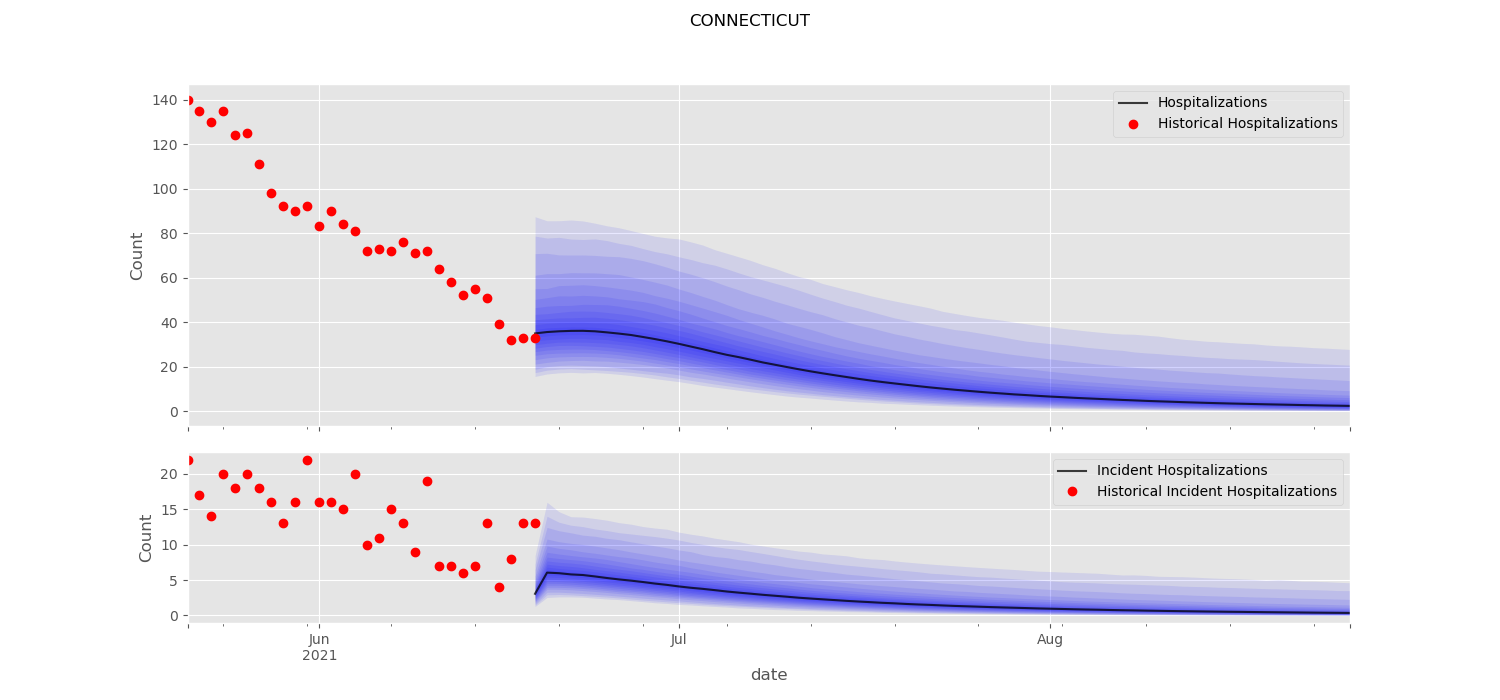 CONNECTICUT
Hospitalizations
Historical Hospitalizations
140
120
100
80
60
40
20
0
Count
Incident Hospitalizations
Historical Incident Hospitalizations
20
15
10
5
0
Count
Jun
2021
Jul
Aug
date